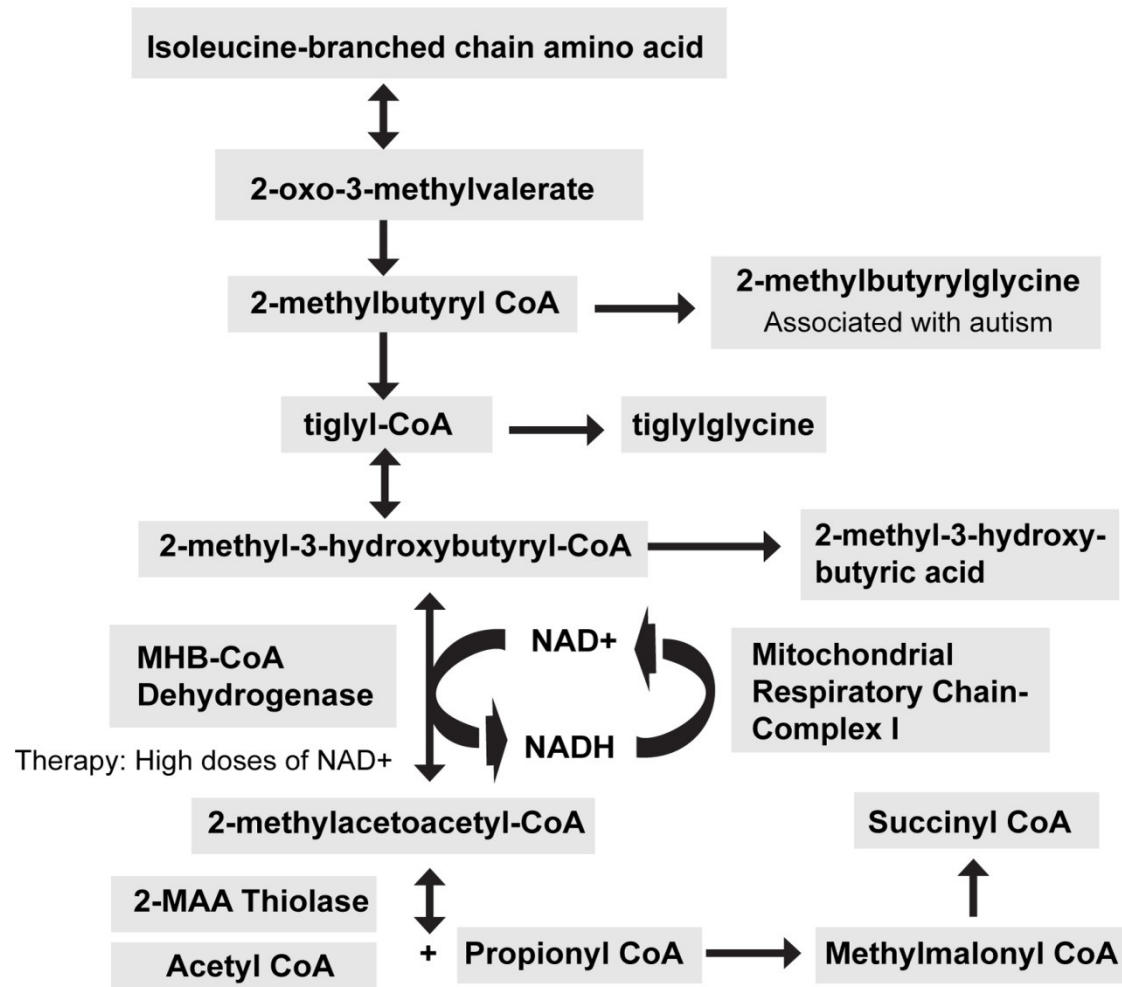 Isoleucine-branched chain amino acid
2-oxo-3-methylvalerate
2-methylbutyryl CoA
2-methylbutyrylglycine
Associated with autism
tiglyl-CoA
tiglylglycine
2-methyl-3-hydroxybutyryl-CoA
2-methyl-3-hydroxy-
butyric acid
MHB-CoA
Dehydrogenase
NAD+
NADH
Mitochondrial
Respiratory Chain-
Complex I
Therapy: High doses of NAD+
2-methylacetoacetyl-CoA
Succinyl CoA
2-MAA Thiolase
Acetyl CoA
+
Propionyl CoA
Methylmalonyl CoA